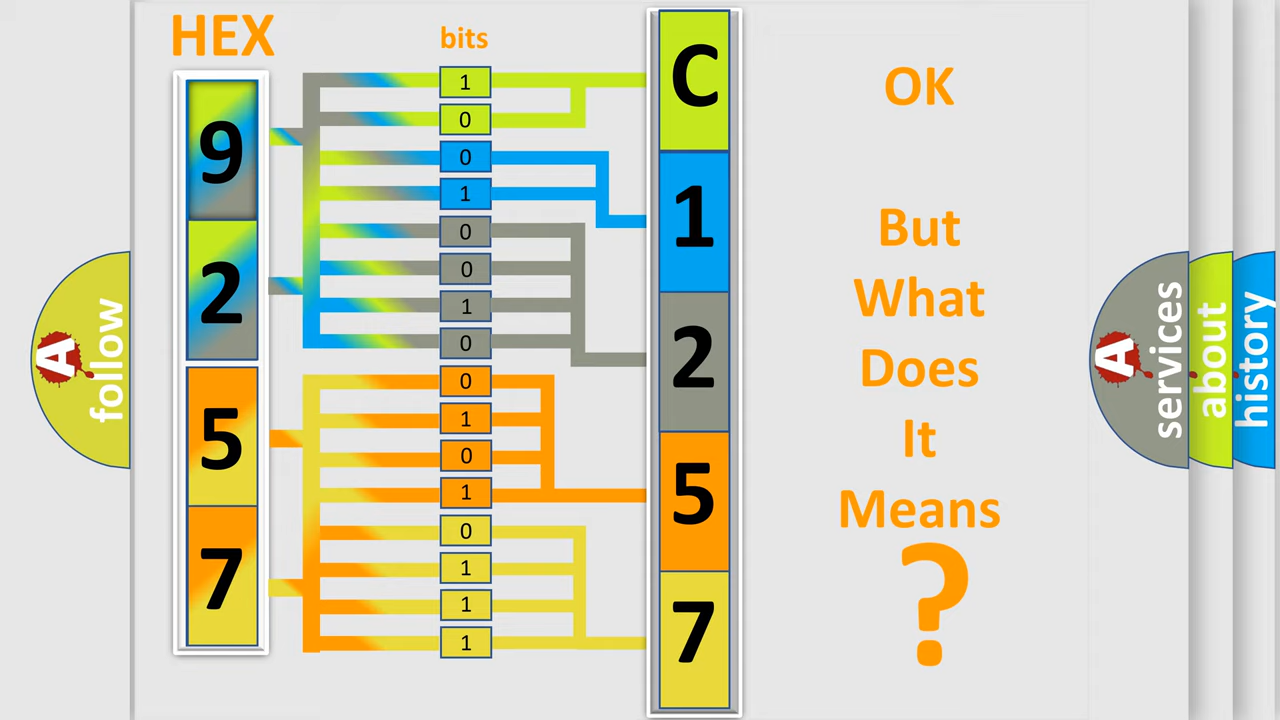 HEX
bits
9
2
5
7
1
0
0
1
0
0
1
0
0
1
0
1
0
1
1
1
C
1
2
5
7
OK
But
What
Does
It
Means
?
A
follow
A
services
about
history